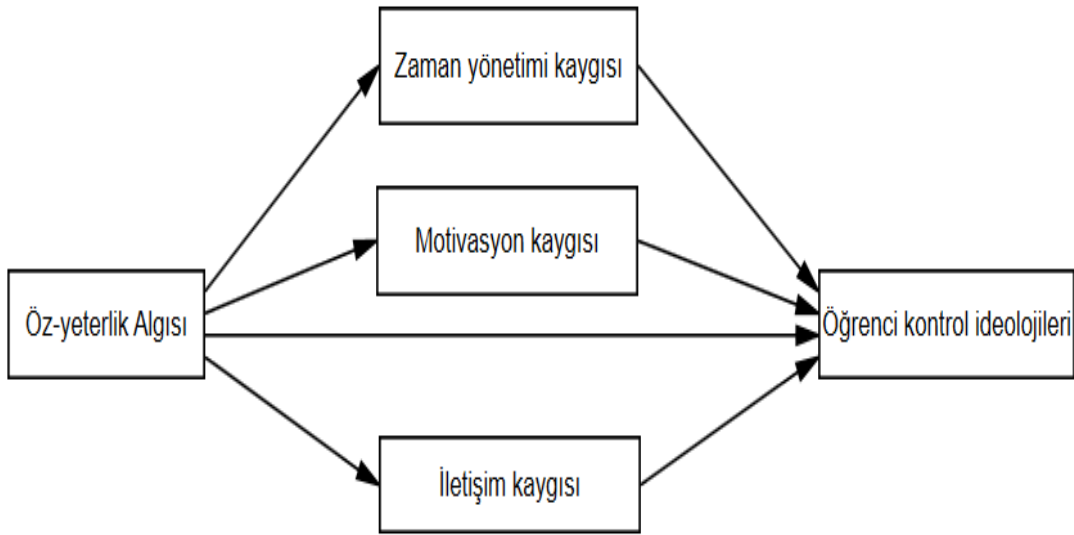 Zaman yönetimi kaygısı
Motivasyon kaygısı
Öz-yeterlik Algısı
Öğrenci kontrol ideolojileri
İletişim kaygısı